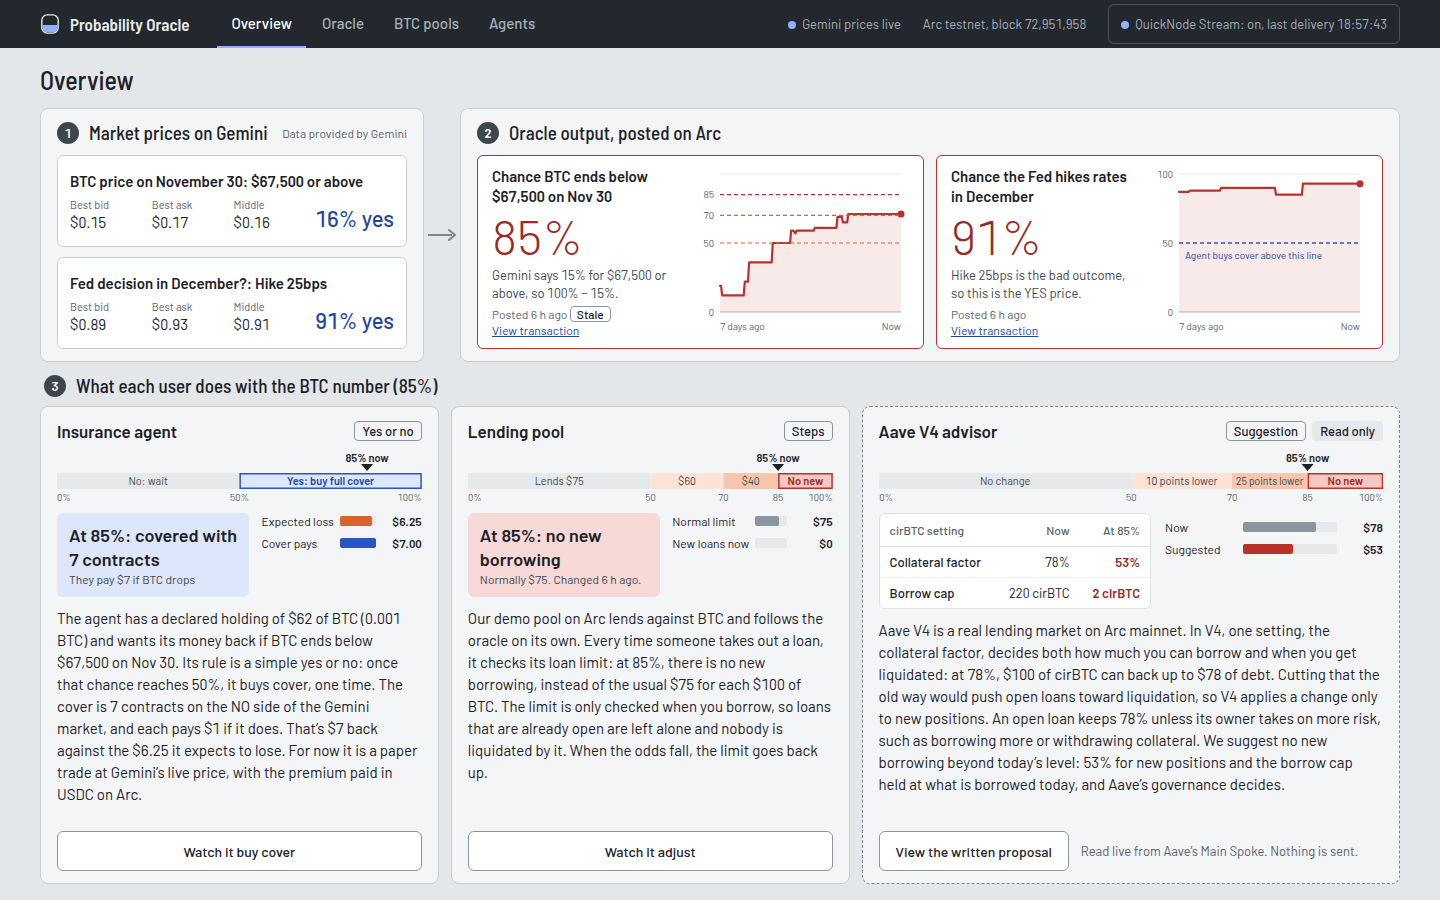 Probability Oracle
Overview
Oracle
BTC pools
Agents
Gemini prices live
Arc testnet, block 72,951,958
QuickNode Stream: on, last delivery 18:57:43
Overview
1 Market prices on Gemini
Data provided by Gemini
BTC price on November 30: $67,500 or above
Best bid Best ask Middle
$0.15 $0.17 $0.16 16% yes
Fed decision in December?: Hike 25bps
Best bid Best ask Middle
$0.89 $0.93 $0.91 91% yes
2 Oracle output, posted on Arc
Chance BTC ends below
$67,500 on Nov 30
85%
Gemini says 15% for $67,500 or
above, so 100% − 15%.
Posted 6 h ago Stale
View transaction
85
70
50
0
7 days ago Now
Chance the Fed hikes rates
in December
91%
Hike 25bps is the bad outcome,
so this is the YES price.
Posted 6 h ago
View transaction
100
50
Agent buys cover above this line
0
7 days ago Now
3 What each user does with the BTC number (85%)
Insurance agent Yes or no
85% now
No: wait Yes: buy full cover
0% 50% 100%
At 85%: covered with
7 contracts
They pay $7 if BTC drops
Expected loss $6.25
Cover pays $7.00
The agent has a declared holding of $62 of BTC (0.001
BTC) and wants its money back if BTC ends below
$67,500 on Nov 30. Its rule is a simple yes or no: once
that chance reaches 50%, it buys cover, one time. The
cover is 7 contracts on the NO side of the Gemini
market, and each pays $1 if it does. That's $7 back
against the $6.25 it expects to lose. For now it is a paper
trade at Gemini's live price, with the premium paid in
USDC on Arc.
Watch it buy cover
Lending pool Steps
85% now
Lends $75 $60 $40 No new
0% 50 70 85 100%
At 85%: no new
borrowing
Normally $75. Changed 6 h ago.
Normal limit $75
New loans now $0
Our demo pool on Arc lends against BTC and follows the
oracle on its own. Every time someone takes out a loan,
it checks its loan limit: at 85%, there is no new
borrowing, instead of the usual $75 for each $100 of
BTC. The limit is only checked when you borrow, so loans
that are already open are left alone and nobody is
liquidated by it. When the odds fall, the limit goes back
up.
Watch it adjust
Aave V4 advisor Suggestion Read only
85% now
No change 10 points lower 25 points lower No new
0% 50 70 85 100%
cirBTC setting Now At 85%
Collateral factor 78% 53%
Borrow cap 220 cirBTC 2 cirBTC
Now $78
Suggested $53
Aave V4 is a real lending market on Arc mainnet. In V4, one setting, the
collateral factor, decides both how much you can borrow and when you get
liquidated: at 78%, $100 of cirBTC can back up to $78 of debt. Cutting that the
old way would push open loans toward liquidation, so V4 applies a change only
to new positions. An open loan keeps 78% unless its owner takes on more risk,
such as borrowing more or withdrawing collateral. We suggest no new
borrowing beyond today's level: 53% for new positions and the borrow cap
held at what is borrowed today, and Aave's governance decides.
View the written proposal
Read live from Aave's Main Spoke. Nothing is sent.